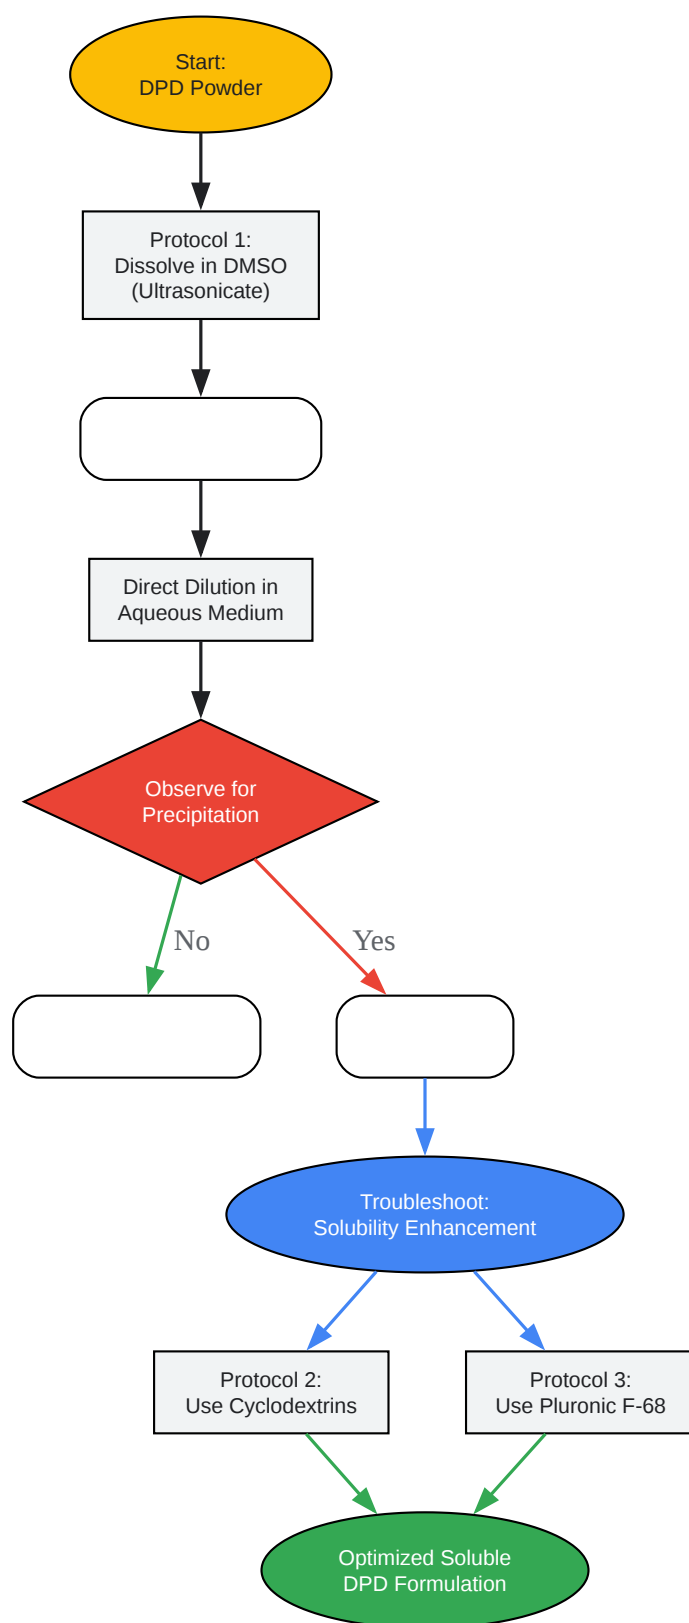 Start:
DPD Powder
Protocol 1:
Dissolve in DMSO
(Ultrasonicate)
Direct Dilution in
Aqueous Medium
Observe for
Precipitation
No
Yes
Troubleshoot:
Solubility Enhancement
Protocol 2:
Use Cyclodextrins
Protocol 3:
Use Pluronic F-68
Optimized Soluble
DPD Formulation